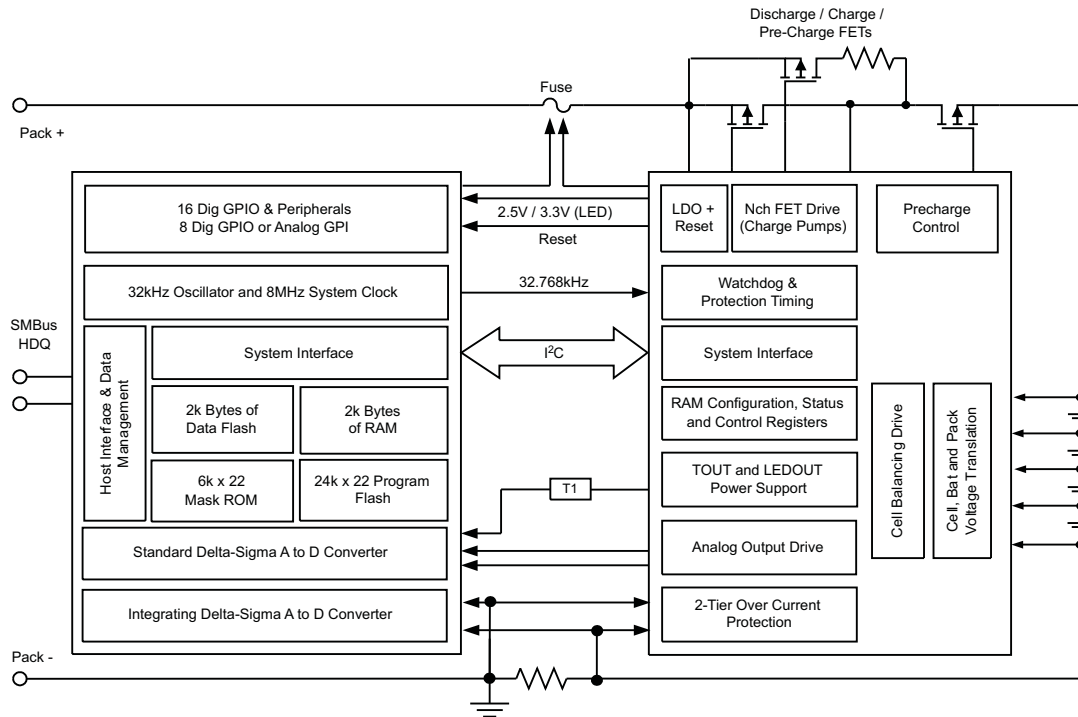 Discharge / Charge /
Pre-Charge FETs
Fuse
Pack +
16 Dig GPIO & Peripherals
8 Dig GPIO or Analog GPI
2.5V / 3.3V (LED)
Reset
LDO +
Reset
Nch FET Drive
(Charge Pumps)
Precharge
Control
32kHz Oscillator and 8MHz System Clock
32.768kHz
Watchdog &
Protection Timing
SMBus
HDQ
Host Interface & Data
Management
System Interface
I²C
System Interface
2k Bytes of
Data Flash
2k Bytes
of RAM
RAM Configuration, Status
and Control Registers
6k x 22
Mask ROM
24k x 22 Program
Flash
T1
TOUT and LEDOUT
Power Support
Cell Balancing Drive
Cell, Bat and Pack
Voltage Translation
Standard Delta-Sigma A to D Converter
Analog Output Drive
Integrating Delta-Sigma A to D Converter
2-Tier Over Current
Protection
Pack -